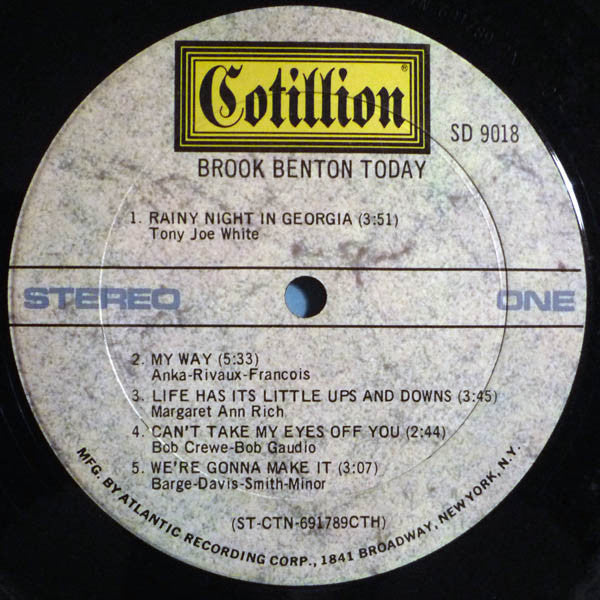 Cotillion®
SD 9018
BROOK BENTON TODAY
1. RAINY NIGHT IN GEORGIA (3:51)
Tony Joe White
STEREO
ONE
2. MY WAY (5:33)
Anka-Rivaux-Francois
3. LIFE HAS ITS LITTLE UPS AND DOWNS (3:45)
Margaret Ann Rich
4. CAN'T TAKE MY EYES OFF YOU (2:44)
Bob Crewe-Bob Gaudio
5. WE'RE GONNA MAKE IT (3:07)
Barge-Davis-Smith-Minor
(ST-CTN-691789CTH)
MFG. BY ATLANTIC RECORDING CORP., 1841 BROADWAY, NEW YORK, N.Y.